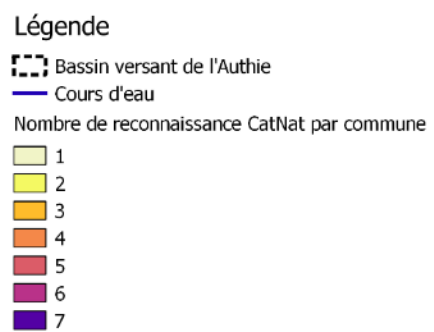 Légende
Bassin versant de l'Authie
Cours d'eau
Nombre de reconnaissance CatNat par commune
1
2
3
4
5
6
7